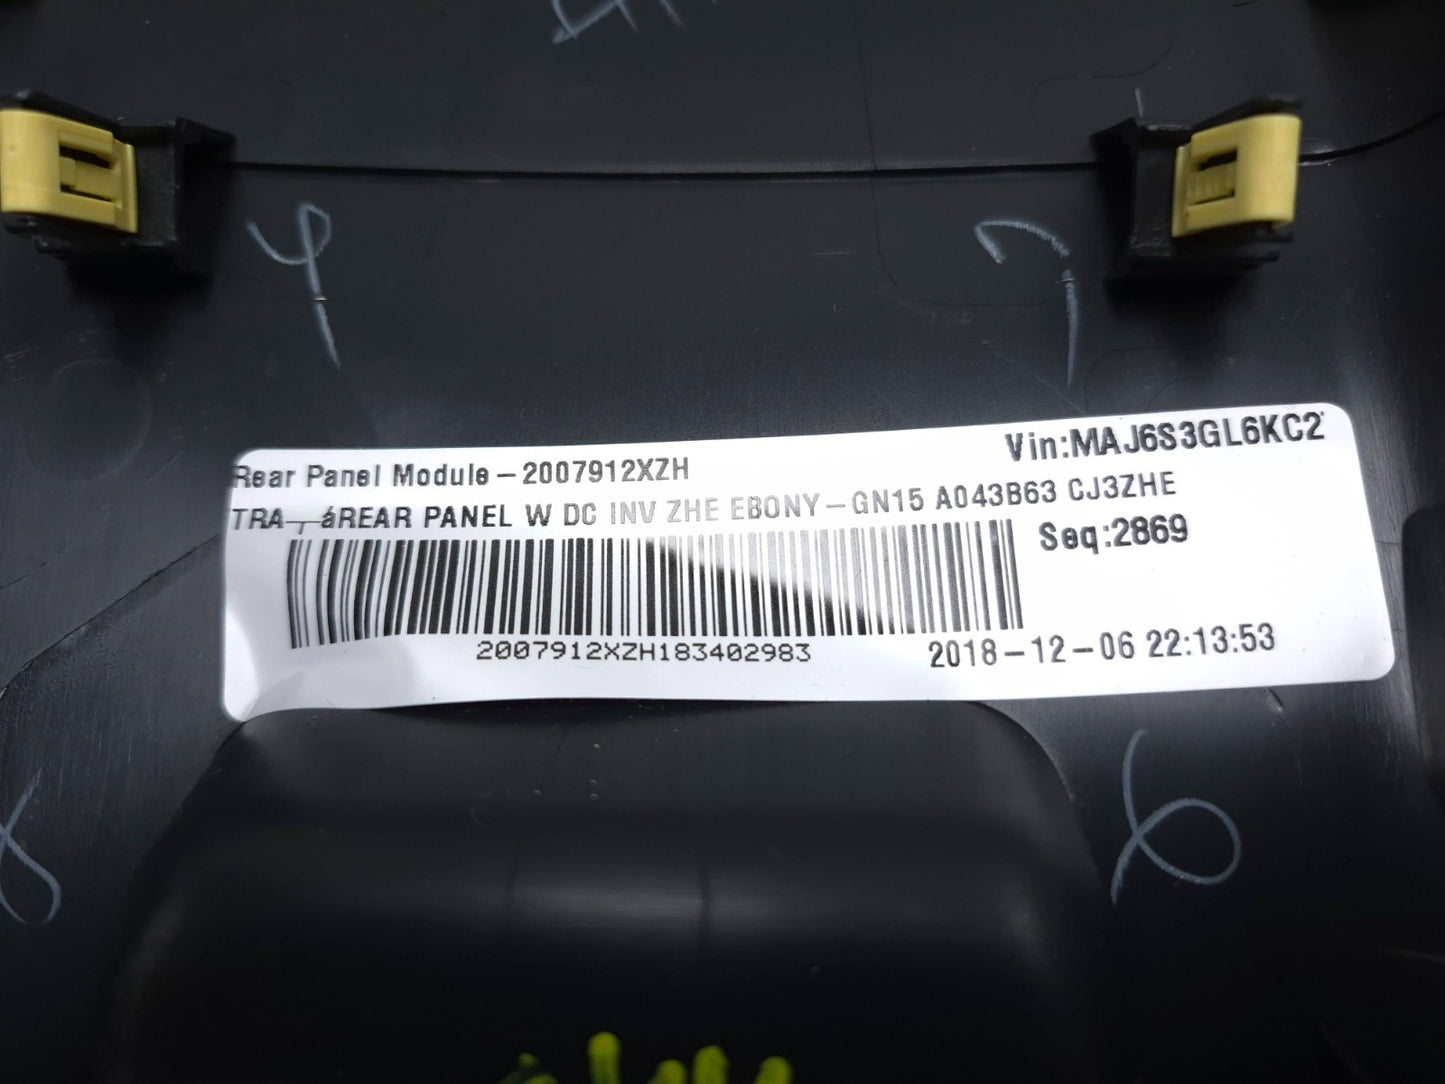 Vin:MAJ6S3GL6KC2
Rear Panel Module-2007912XZH
TRA-,-áREAR PANEL W DC INV ZHE EBONY-GN15 A043B63 CJ3ZHE
Seq:2869
2007912XZH183402983
2018-12-06 22:13:53